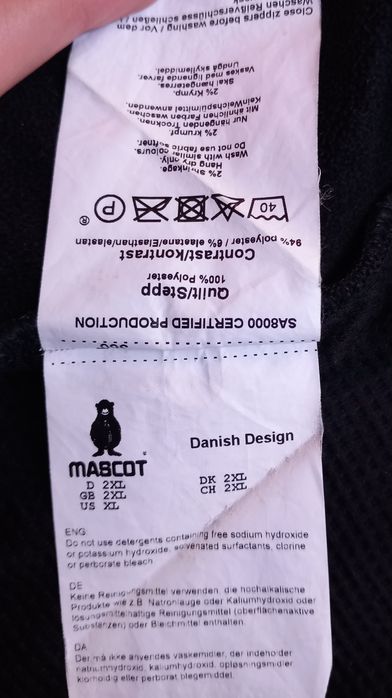 SA8000 CERTIFIED PRODUCTION
Quilt/Stepp
100% Polyester
Contrast/kontrast
94% polyester / 6% elastane/Elasthan/elastan
40 P
®
2% Shrinkage.
Hang dry only.
Wash with similar colours.
Do not use fabric softner.
2% krumpf.
Nur hängenden Trocknen.
Mit ähnlichen Farben waschen.
KeinWeichspülmittel anwenden.
2% Krymp.
Skal hængetørres.
Vaskes med lignende farver.
Undgå skyllemiddel.
Close zippers before washing / Vor dem
Waschen Reißverschlüsse schließen /
MASCOT
®
Danish Design
D 2XL
GB 2XL
US XL
DK 2XL
CH 2XL
ENG
Do not use detergents containing free sodium hydroxide
or potassium hydroxide, solvenated surfactants, clorine
or perborate bleach
DE
Keine Reinigungsmittel verwenden, die hochalkalische
Produkte wie z.B. Natronlauge oder Kaliumhydroxid oder
lösungsmittelhaltige Reinigungsmittel (oberflächenaktive
Substanzen) oder Bleichmittel enthalten.
DA
Der må ikke anvendes vaskemidler, der indeholder
natriumhydroxid, kaliumhydroxid, opløsningsmidler
klorholdig eller perborat blegemiddel.